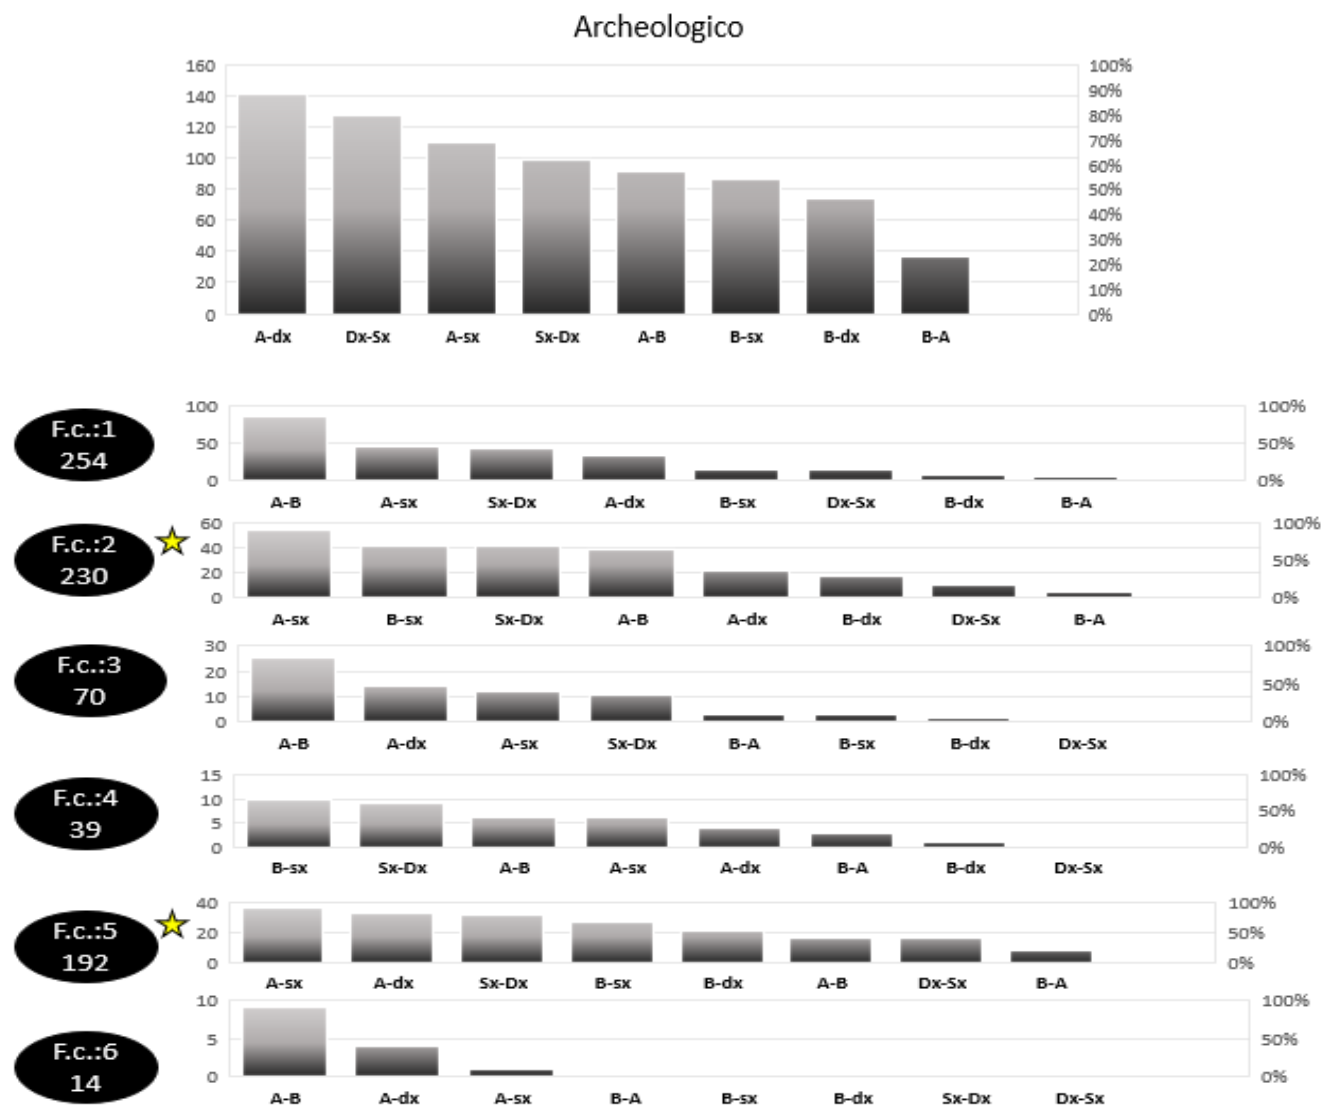 Archeologico
160 100%
140 90%
120 80%
100 70%
80 60%
60 50%
40 40%
20 30%
0 20%
10%
0%
A-dx Dx-Sx A-sx Sx-Dx A-B B-sx B-dx B-A
F.c.:1
254
100 100%
50 50%
0 0%
A-B A-sx Sx-Dx A-dx B-sx Dx-Sx B-dx B-A
F.c.:2
230
60 100%
40 50%
20 0%
0
A-sx B-sx Sx-Dx A-B A-dx B-dx Dx-Sx B-A
F.c.:3
70
30 100%
20 50%
10 0%
0
A-B A-dx A-sx Sx-Dx B-A B-sx B-dx Dx-Sx
F.c.:4
39
15 100%
10 50%
5 0%
0
B-sx Sx-Dx A-B A-sx A-dx B-A B-dx Dx-Sx
F.c.:5
192
40 100%
20 50%
0 0%
A-sx A-dx Sx-Dx B-sx B-dx A-B Dx-Sx B-A
F.c.:6
14
10 100%
5 50%
0 0%
A-B A-dx A-sx B-A B-sx B-dx Sx-Dx Dx-Sx